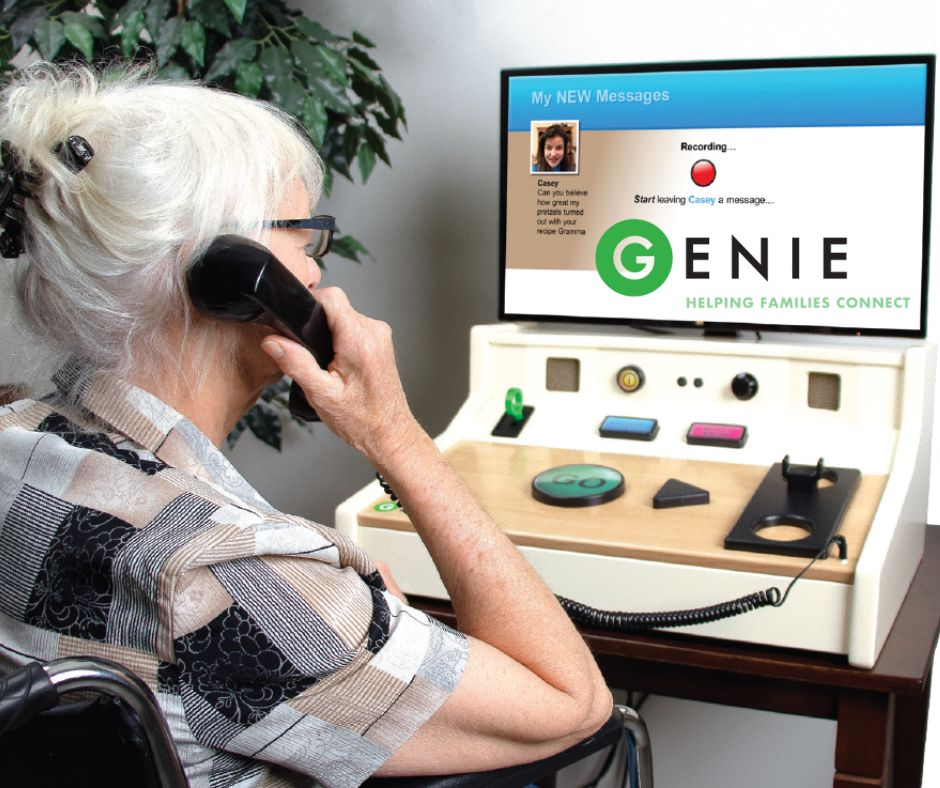 My NEW Messages
Recording...
Casey
Can you believe
how great my
pretzels turned
out with your
recipe Gramma
Start leaving Casey a message....
GENIE
HELPING FAMILIES CONNECT
GO
G